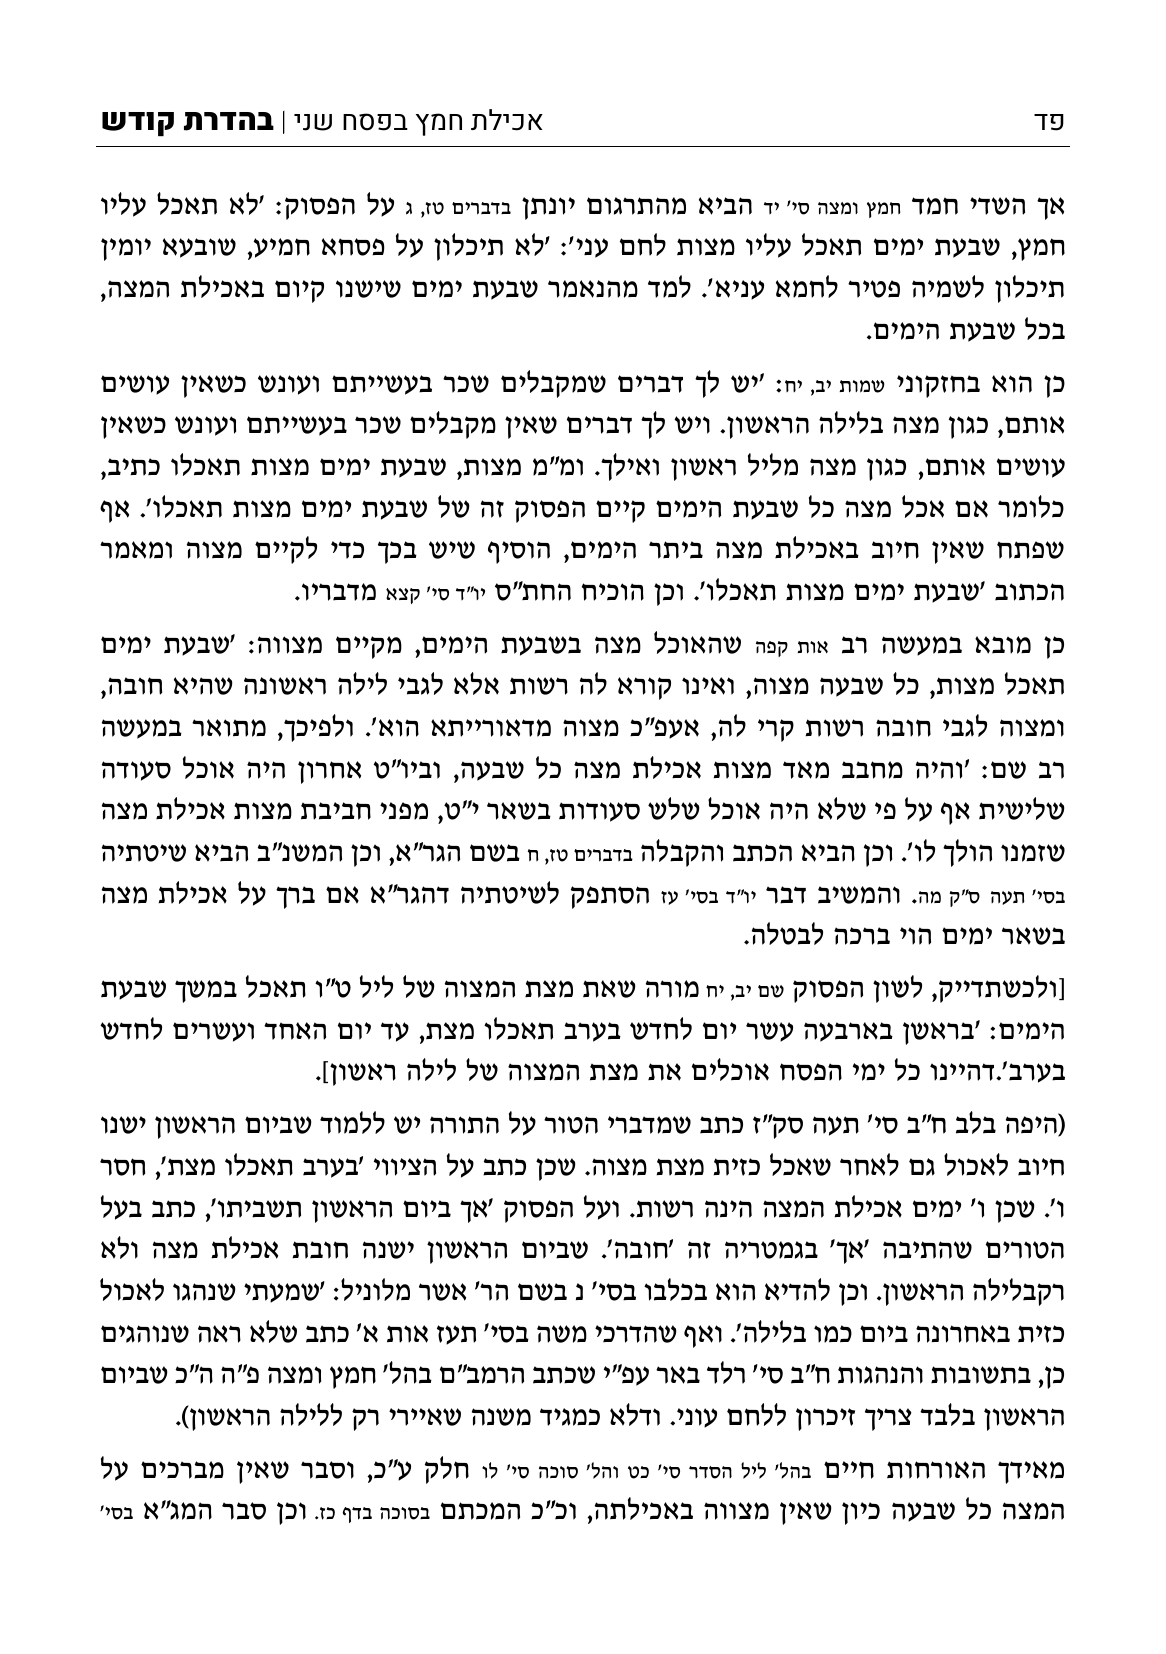 פד אכילת חמץ בפסח שני | בהדרת קודש
אך השדי חמד חמץ ומצה סי' יד הביא מהתרגום יונתן בדברים טז, ג על הפסוק: 'לא תאכל עליו
חמץ, שבעת ימים תאכל עליו מצות לחם עני': 'לא תיכלון על פסחא חמיע, שובעא יומין
תיכלון לשמיה פטיר לחמא עניא'. למד מהנאמר שבעת ימים שישנו קיום באכילת המצה,
בכל שבעת הימים.
כן הוא בחזקוני שמות יב, יח: 'יש לך דברים שמקבלים שכר בעשייתם ועונש כשאין עושים
אותם, כגון מצה בלילה הראשון. ויש לך דברים שאין מקבלים שכר בעשייתם ועונש כשאין
עושים אותם, כגון מצה מליל ראשון ואילך. ומ"מ מצות, שבעת ימים מצות תאכלו כתיב,
כלומר אם אכל מצה כל שבעת הימים קיים הפסוק זה של שבעת ימים מצות תאכלו'. אף
שפתח שאין חיוב באכילת מצה ביתר הימים, הוסיף שיש בכך כדי לקיים מצוה ומאמר
הכתוב 'שבעת ימים מצות תאכלו'. וכן הוכיח החת"ס יו"ד סי' קצא מדבריו.
כן מובא במעשה רב אות קפה שהאוכל מצה בשבעת הימים, מקיים מצווה: 'שבעת ימים
תאכל מצות, כל שבעה מצוה, ואינו קורא לה רשות אלא לגבי לילה ראשונה שהיא חובה,
ומצוה לגבי חובה רשות קרי לה, אעפ"כ מצוה מדאורייתא הוא'. ולפיכך, מתואר במעשה
רב שם: 'והיה מחבב מאד מצות אכילת מצה כל שבעה, וביו"ט אחרון היה אוכל סעודה
שלישית אף על פי שלא היה אוכל שלש סעודות בשאר י"ט, מפני חביבת מצות אכילת מצה
שזמנו הולך לו'. וכן הביא הכתב והקבלה בדברים טז, ח בשם הגר"א, וכן המשנ"ב הביא שיטתיה
בסי' תעה ס"ק מה. והמשיב דבר יו"ד בסי' עז הסתפק לשיטתיה דהגר"א אם ברך על אכילת מצה
בשאר ימים הוי ברכה לבטלה.
[ולכשתדייק, לשון הפסוק שם יב, יח מורה שאת מצת המצוה של ליל ט"ו תאכל במשך שבעת
הימים: 'בראשן בארבעה עשר יום לחדש בערב תאכלו מצת, עד יום האחד ועשרים לחדש
בערב'.דהיינו כל ימי הפסח אוכלים את מצת המצוה של לילה ראשון].
(היפה בלב ח"ב סי' תעה סק"ז כתב שמדברי הטור על התורה יש ללמוד שביום הראשון ישנו
חיוב לאכול גם לאחר שאכל כזית מצת מצוה. שכן כתב על הציווי 'בערב תאכלו מצת', חסר
ו'. שכן ו' ימים אכילת המצה הינה רשות. ועל הפסוק 'אך ביום הראשון תשביתו', כתב בעל
הטורים שהתיבה 'אך' בגמטריה זה 'חובה'. שביום הראשון ישנה חובת אכילת מצה ולא
רקבלילה הראשון. וכן להדיא הוא בכלבו בסי' נ בשם הר' אשר מלוניל: 'שמעתי שנהגו לאכול
כזית באחרונה ביום כמו בלילה'. ואף שהדרכי משה בסי' תעז אות א' כתב שלא ראה שנוהגים
כן, בתשובות והנהגות ח"ב סי' רלד באר עפ"י שכתב הרמב"ם בהל' חמץ ומצה פ"ה ה"כ שביום
הראשון בלבד צריך זיכרון ללחם עוני. ודלא כמגיד משנה שאיירי רק ללילה הראשון).
מאידך האורחות חיים בהל' ליל הסדר סי' כט והל' סוכה סי' לו חלק ע"כ, וסבר שאין מברכים על
המצה כל שבעה כיון שאין מצווה באכילתה, וכ"כ המכתם בסוכה בדף כז. וכן סבר המג"א בסי'